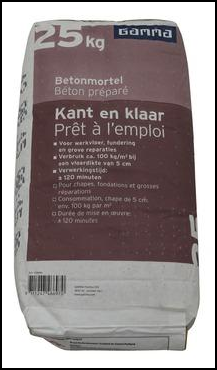 25kg
GAMMA
Betonmortel
Béton préparé
Kant en klaar
Prêt à l'emploi
• Voor werkvloer, fundering
en grove reparaties
• Verbruik ca. 100 kg/m² bij
een vloerdikte van 5 cm
• Verwerkingstijd:
± 120 minuten
• Pour chapes, fondations et grosses
réparations
• Consommation, chape de 5 cm:
env. 100 kg par m²
• Durée de mise en œuvre:
± 120 minutes
25